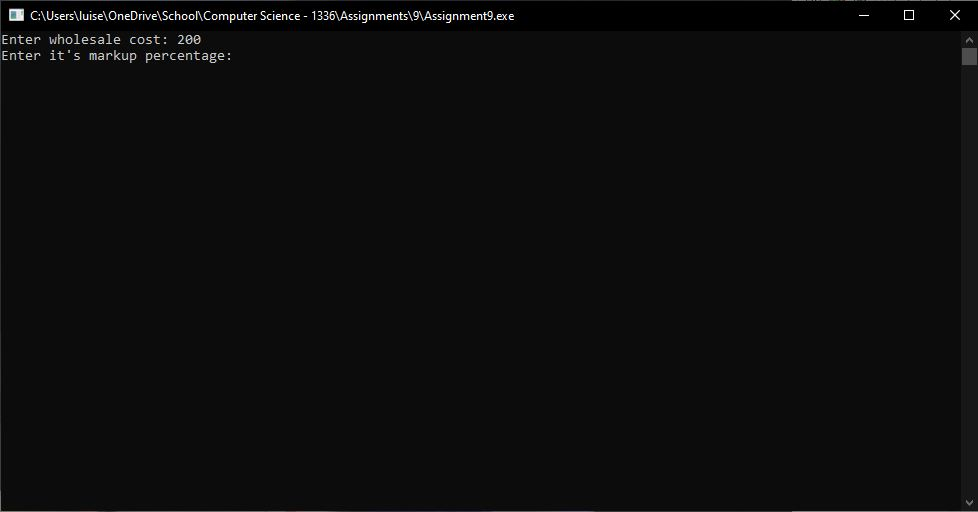 C:\Users\luise\OneDrive\School\Computer Science - 1336\Assignments\9\Assignment9.exe
Enter wholesale cost: 200
Enter it's markup percentage: